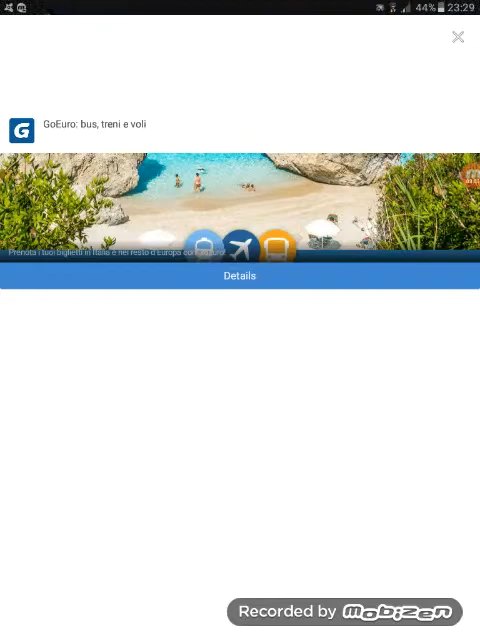 44% 23:29
GoEuro: bus, treni e voli
Prenota i tuoi biglietti in Italia e nel resto d'Europa con
Details
Recorded by mobizen